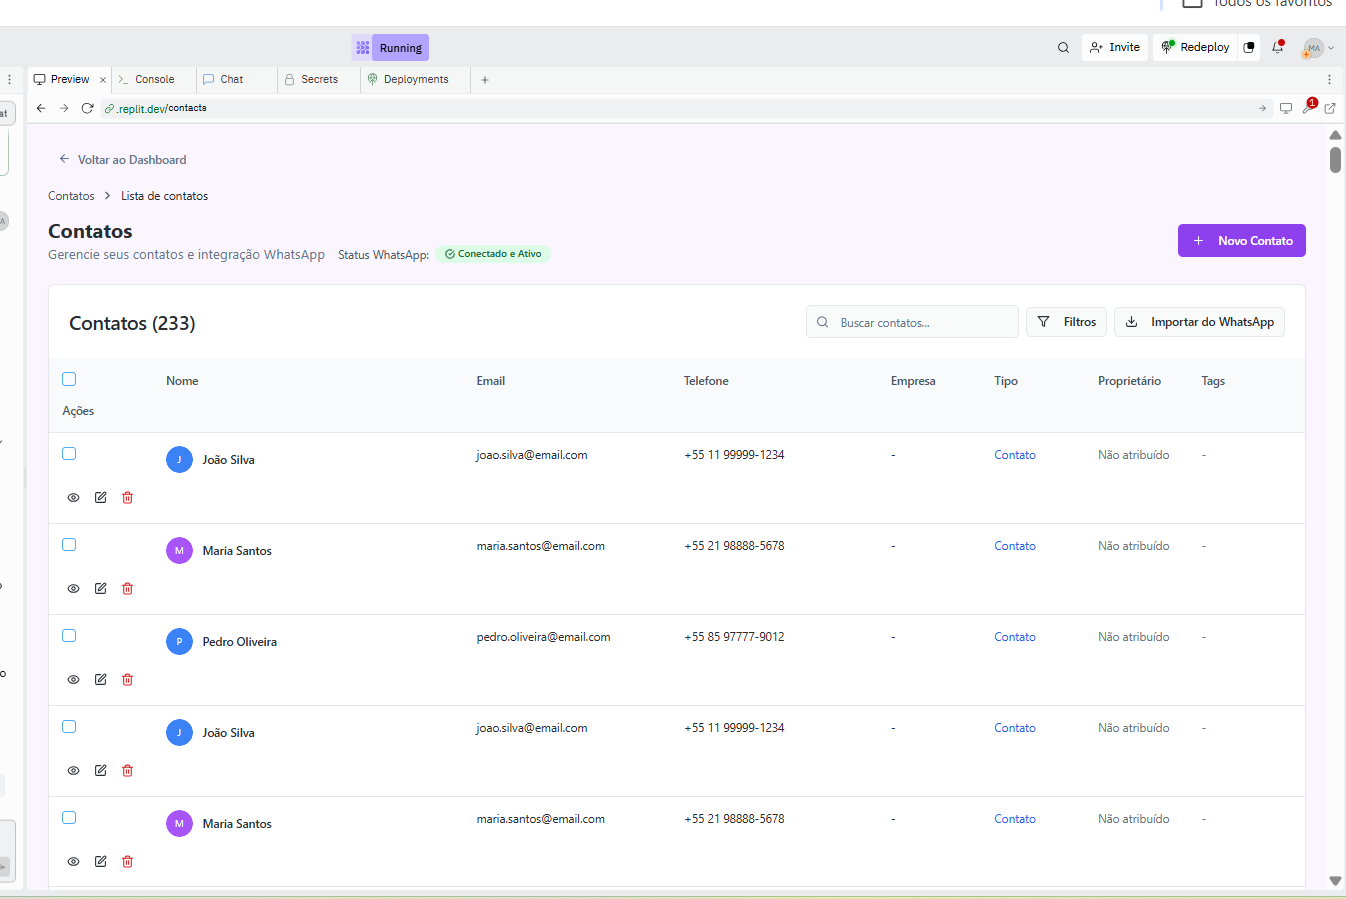 Todos os favoritos
Running
Invite
Redeploy
MA
Preview
Console
Chat
Secrets
Deployments
at
.replit.dev/contacts
1
Voltar ao Dashboard
Contatos > Lista de contatos
Contatos
Gerencie seus contatos e integração WhatsApp Status WhatsApp: Conectado e Ativo
+ Novo Contato
Contatos (233)
Buscar contatos...
Filtros
Importar do WhatsApp
Nome Email Telefone Empresa Tipo Proprietário Tags
Ações
J João Silva joao.silva@email.com +55 11 99999-1234 - Contato Não atribuído -
M Maria Santos maria.santos@email.com +55 21 98888-5678 - Contato Não atribuído -
P Pedro Oliveira pedro.oliveira@email.com +55 85 97777-9012 - Contato Não atribuído -
J João Silva joao.silva@email.com +55 11 99999-1234 - Contato Não atribuído -
M Maria Santos maria.santos@email.com +55 21 98888-5678 - Contato Não atribuído -